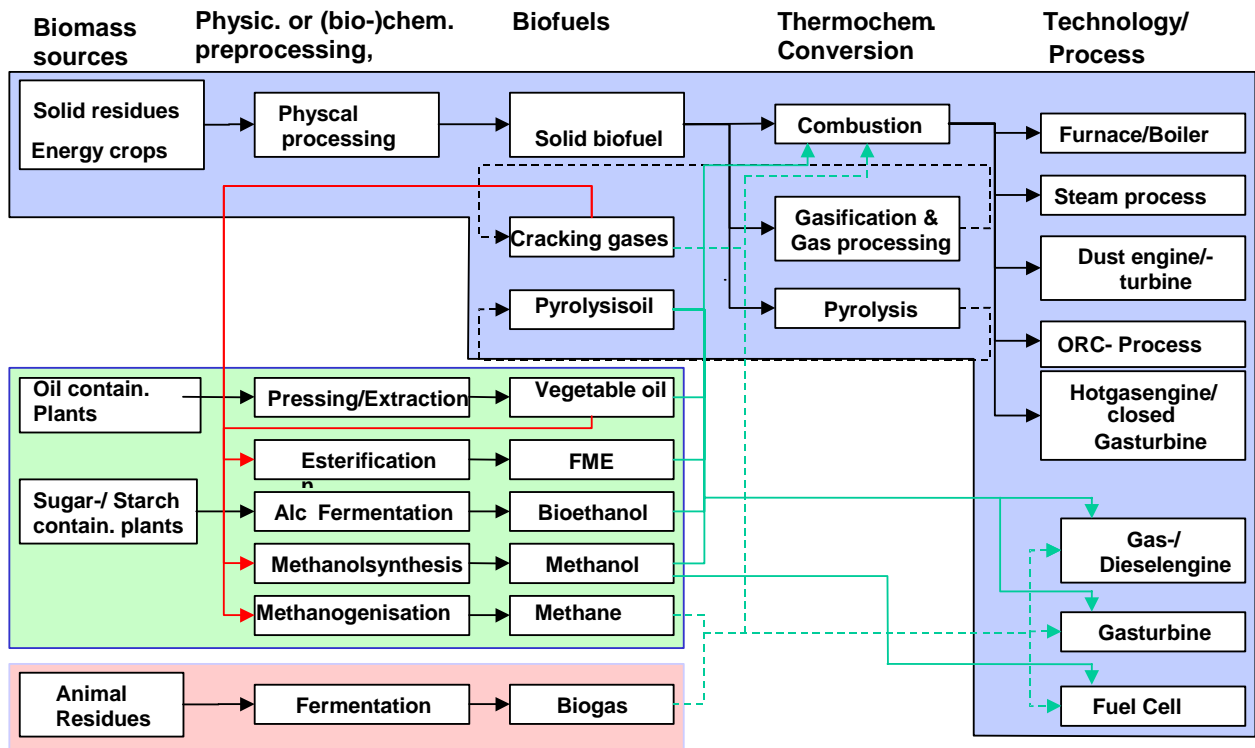 Biomass
sources
Physic. or (bio-)chem.
preprocessing,
Biofuels
Thermochem.
Conversion
Technology/
Process
Solid residues
Energy crops
Physcal
processing
Solid biofuel
Combustion
Furnace/Boiler
Steam process
Cracking gases
Gasification &
Gas processing
Dust engine/-
turbine
Pyrolysisoil
Pyrolysis
ORC- Process
Hotgasengine/
closed
Gasturbine
Oil contain.
Plants
Pressing/Extraction
Vegetable oil
Esterification
n
FME
Sugar-/ Starch
contain. plants
Alc Fermentation
Bioethanol
Methanolsynthesis
Methanol
Methanogenisation
Methane
Gas-/
Dieselengine
Gasturbine
Fuel Cell
Animal
Residues
Fermentation
Biogas